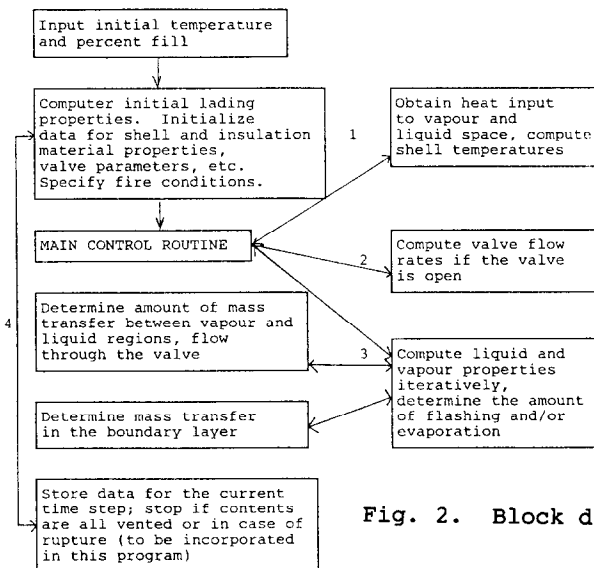 Input initial temperature
and percent fill
Computer initial lading
properties. Initialize
data for shell and insulation
material properties,
valve parameters, etc.
Specify fire conditions.
1
Obtain heat input
to vapour and
liquid space, compute
shell temperatures
MAIN CONTROL ROUTINE
2
Compute valve flow
rates if the valve
is open
4
Determine amount of mass
transfer between vapour and
liquid regions, flow
through the valve
3
Compute liquid and
vapour properties
iteratively,
determine the amount
of flashing and/or
evaporation
Determine mass transfer
in the boundary layer
Store data for the current
time step; stop if contents
are all vented or in case of
rupture (to be incorporated
in this program)
Fig. 2. Block d